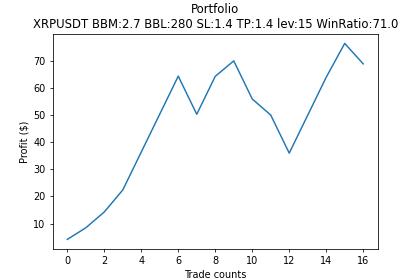 Portfolio
XRPUSDT BBM:2.7 BBL:280 SL:1.4 TP:1.4 lev:15 WinRatio:71.0
70
60
50
40
30
20
10
Profit ($)
0 2 4 6 8 10 12 14 16
Trade counts